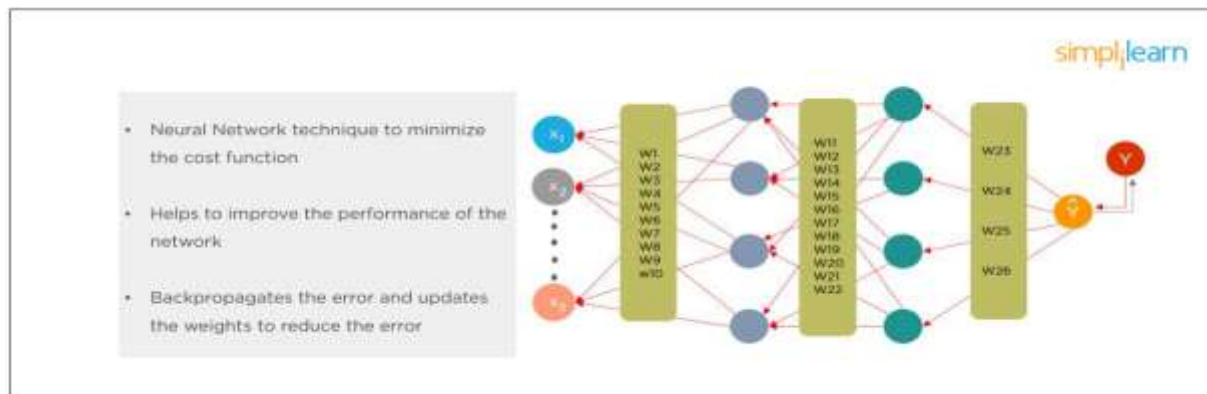 simplilearn
• Neural Network technique to minimize
the cost function
• Helps to improve the performance of the
network
• Backpropagates the error and updates
the weights to reduce the error
X1
X2
W1
W2
W3
W4
W5
W6
W7
W8
W9
w10
W11
W12
W13
W14
W15
W16
W17
W18
W19
W20
W21
W22
W23
W24
W25
W26
Ŷ
Y